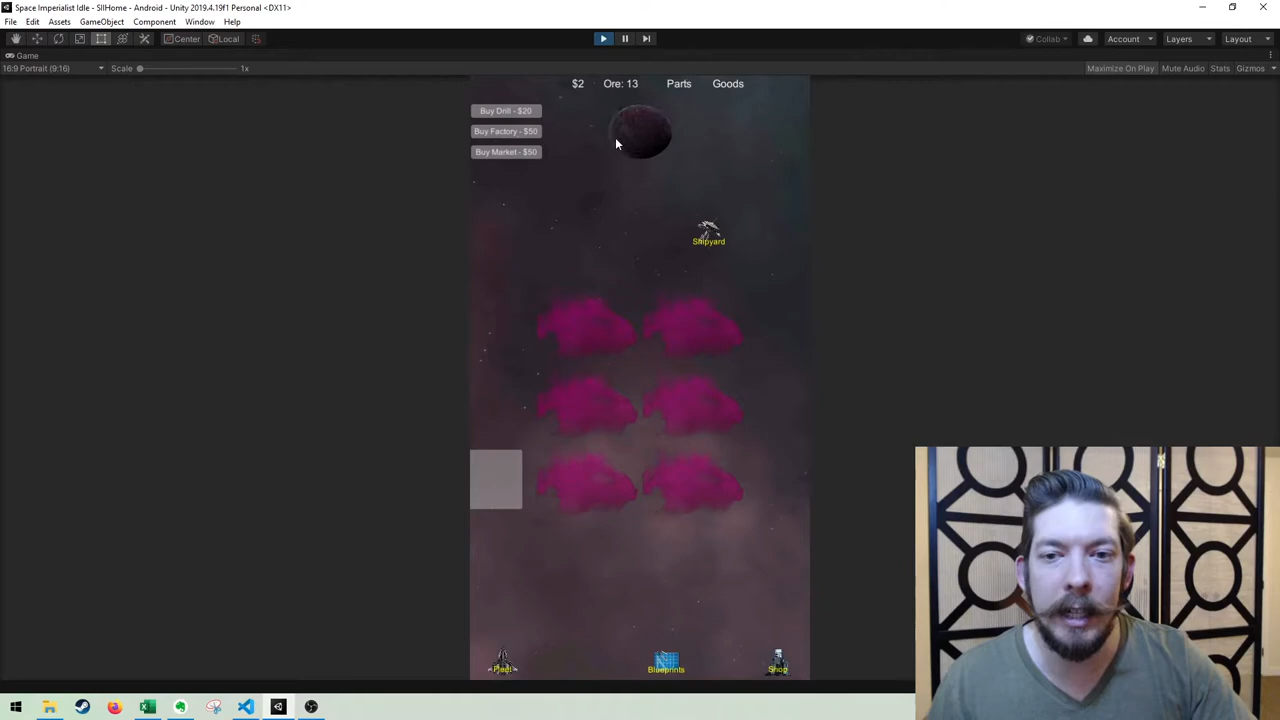 Space Imperialist Idle - SIIHome - Android - Unity 2019.4.19f1 Personal <DX11>
File Edit Assets GameObject Component Window Help
Center Local Collab Account Layers Layout
Game
16:9 Portrait (9:16) Scale 1x Maximize On Play Mute Audio Stats Gizmos
$2 Ore: 13 Parts Goods
Buy Drill - $20
Buy Factory - $50
Buy Market - $50
Shipyard
Blueprints
Shop